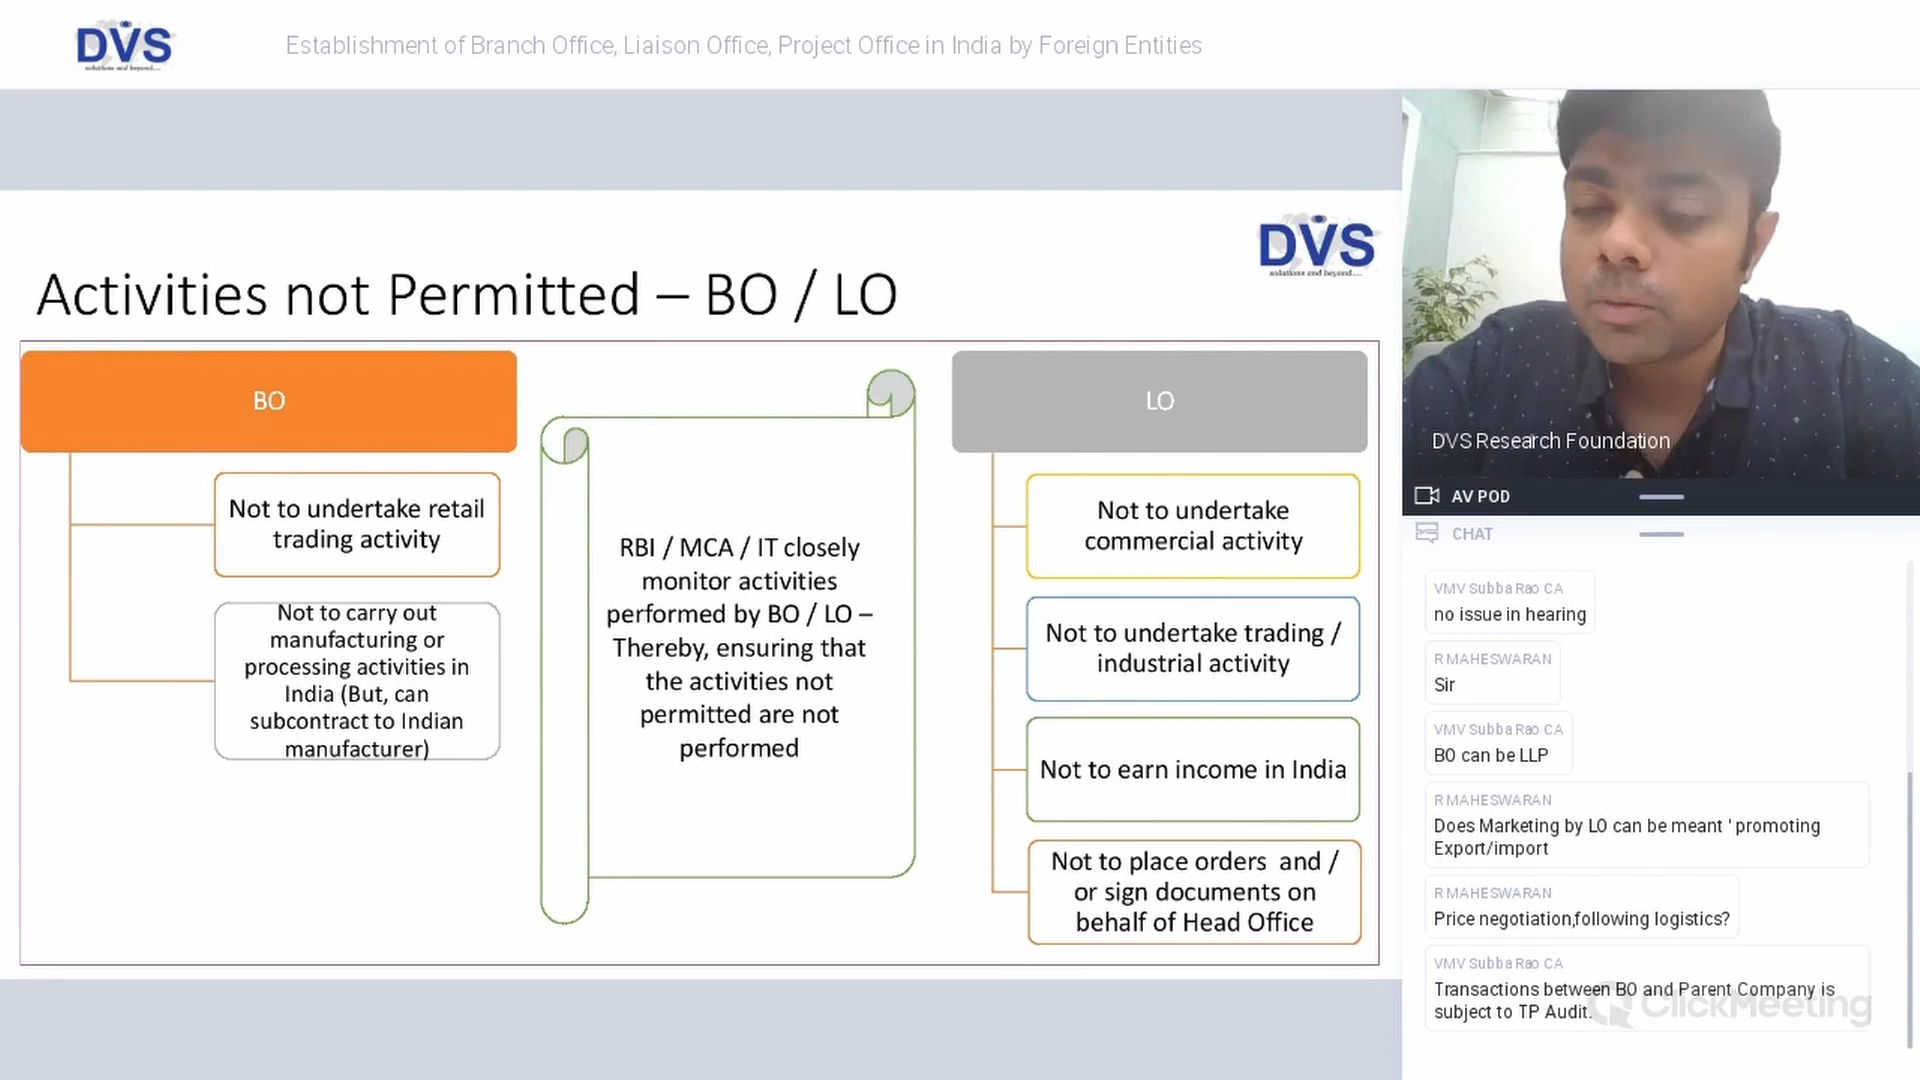 DVS
solutions and beyond....
Establishment of Branch Office, Liaison Office, Project Office in India by Foreign Entities
DVS
solutions and beyond....
Activities not Permitted – BO / LO
BO
Not to undertake retail
trading activity
Not to carry out
manufacturing or
processing activities in
India (But, can
subcontract to Indian
manufacturer)
RBI / MCA / IT closely
monitor activities
performed by BO / LO –
Thereby, ensuring that
the activities not
permitted are not
performed
LO
Not to undertake
commercial activity
Not to undertake trading /
industrial activity
Not to earn income in India
Not to place orders and /
or sign documents on
behalf of Head Office
DVS Research Foundation
AV POD
CHAT
VMV Subba Rao CA
no issue in hearing
R MAHESWARAN
Sir
VMV Subba Rao CA
BO can be LLP
R MAHESWARAN
Does Marketing by LO can be meant ' promoting
Export/import
R MAHESWARAN
Price negotiation,following logistics?
VMV Subba Rao CA
Transactions between BO and Parent Company is
subject to TP Audit.
ClickMeeting